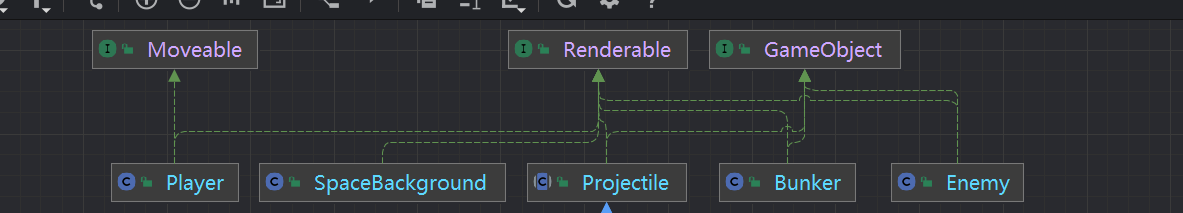 Moveable Renderable GameObject
Player SpaceBackground Projectile Bunker Enemy